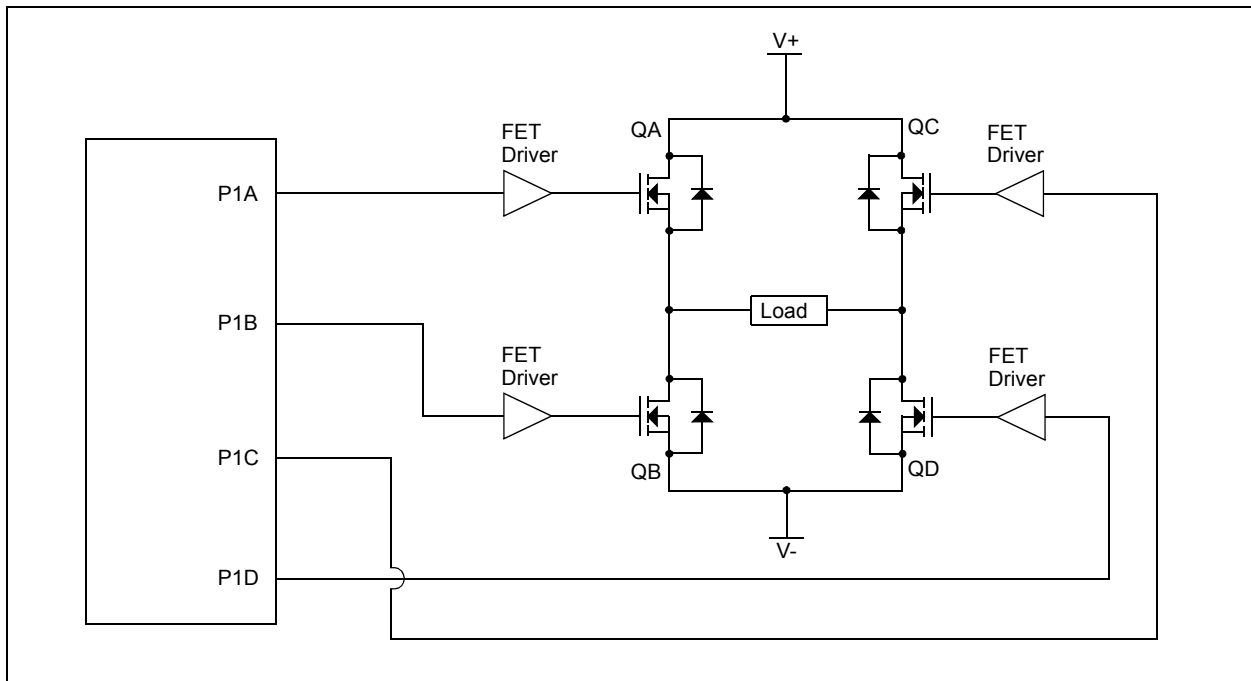 V+
FET
Driver
QA
QC
FET
Driver
P1A
P1B
Load
FET
Driver
FET
Driver
P1C
QB
QD
V-
P1D